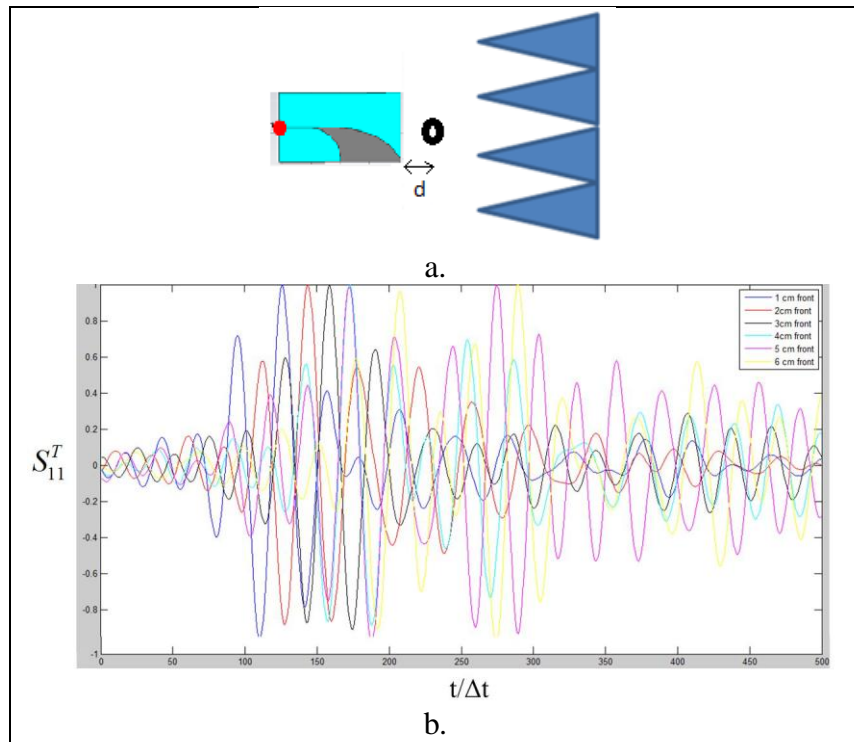 d
a.
1
0.8
0.6
0.4
0.2
0
-0.2
-0.4
-0.6
-0.8
-1
S_{11}^{T}
0 50 100 150 200 250 300 350 400 450 500
1 cm front
2cm front
3cm front
4cm front
5 cm front
6 cm front
t/Δt
b.